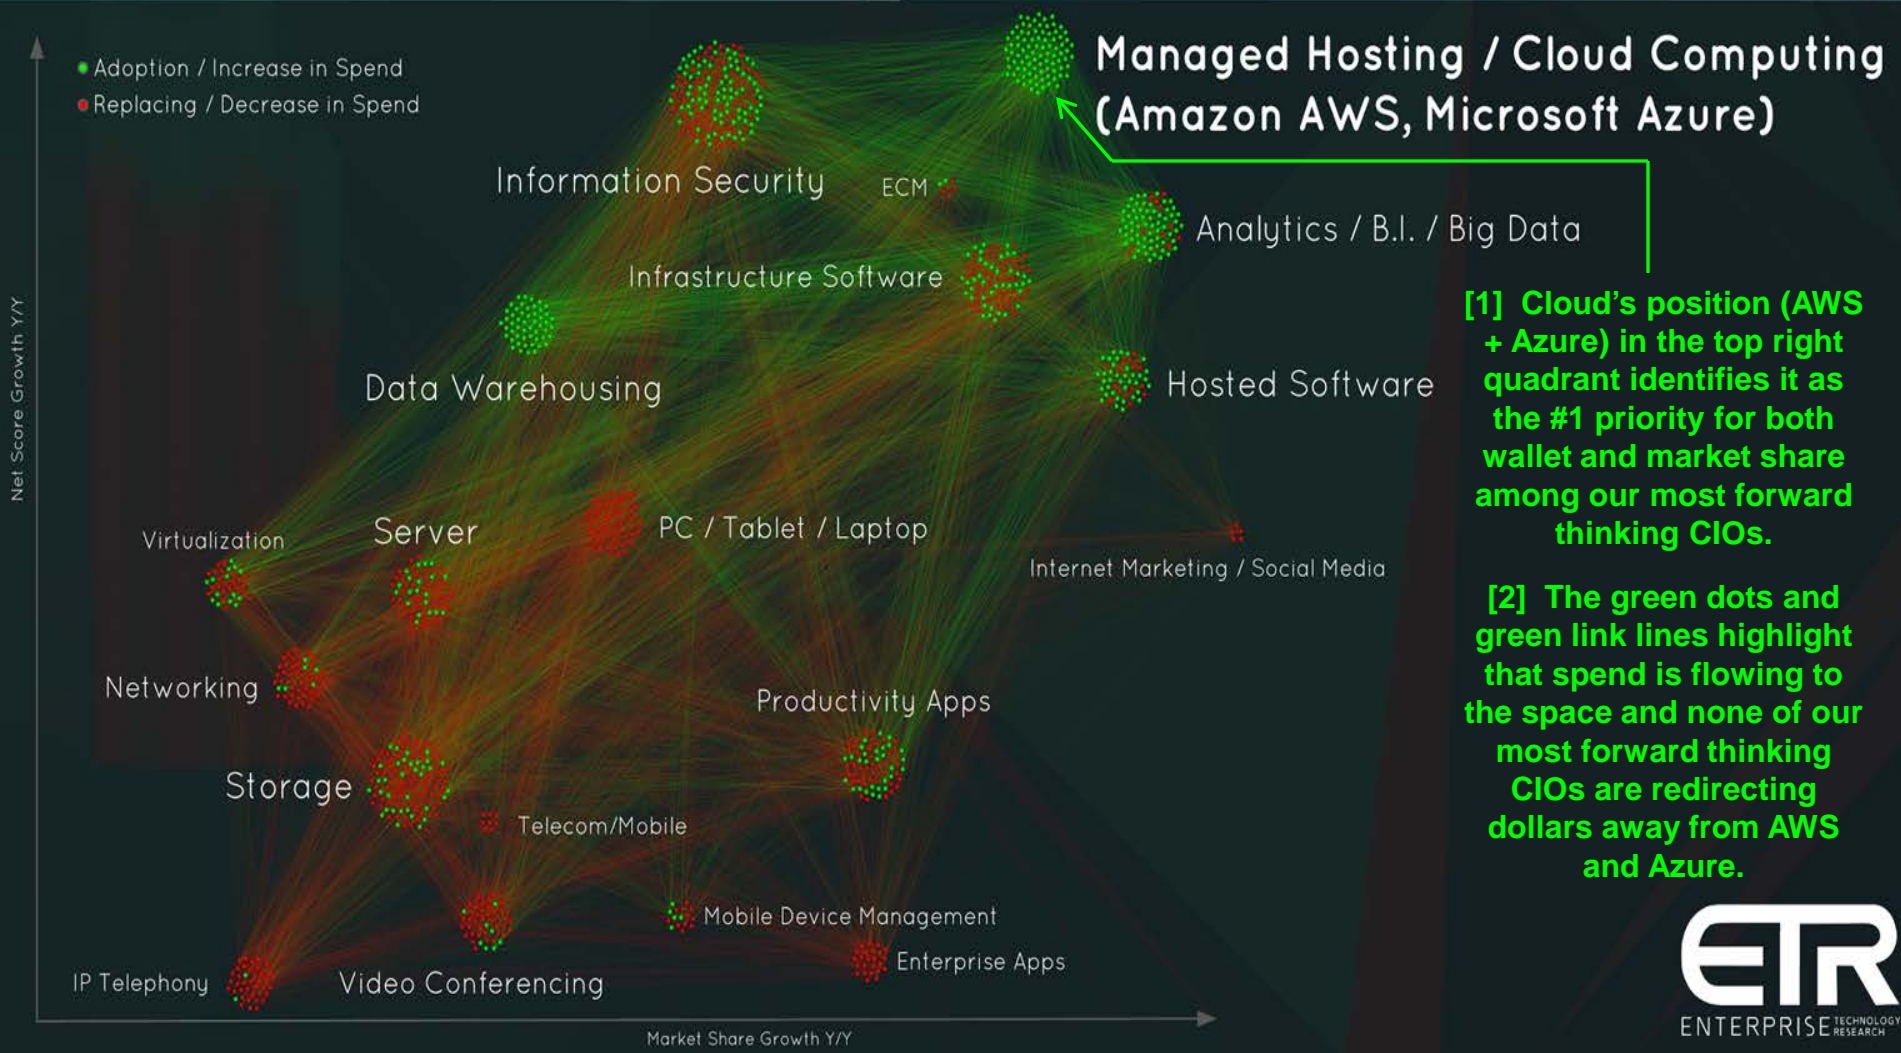 Adoption / Increase in Spend
Replacing / Decrease in Spend
Managed Hosting / Cloud Computing
(Amazon AWS, Microsoft Azure)
Information Security
ECM
Analytics / B.I. / Big Data
Infrastructure Software
Data Warehousing
Hosted Software
Net Score Growth Y/Y
Virtualization
Server
PC / Tablet / Laptop
Internet Marketing / Social Media
Networking
Productivity Apps
Storage
Telecom/Mobile
Mobile Device Management
Enterprise Apps
IP Telephony
Video Conferencing
Market Share Growth Y/Y
[1] Cloud’s position (AWS
+ Azure) in the top right
quadrant identifies it as
the #1 priority for both
wallet and market share
among our most forward
thinking CIOs.
[2] The green dots and
green link lines highlight
that spend is flowing to
the space and none of our
most forward thinking
CIOs are redirecting
dollars away from AWS
and Azure.
ETR
ENTERPRISE TECHNOLOGY
RESEARCH